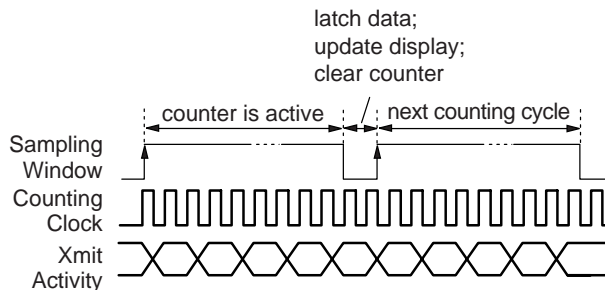 latch data;
update display;
clear counter
counter is active
next counting cycle
Sampling
Window
Counting
Clock
Xmit
Activity